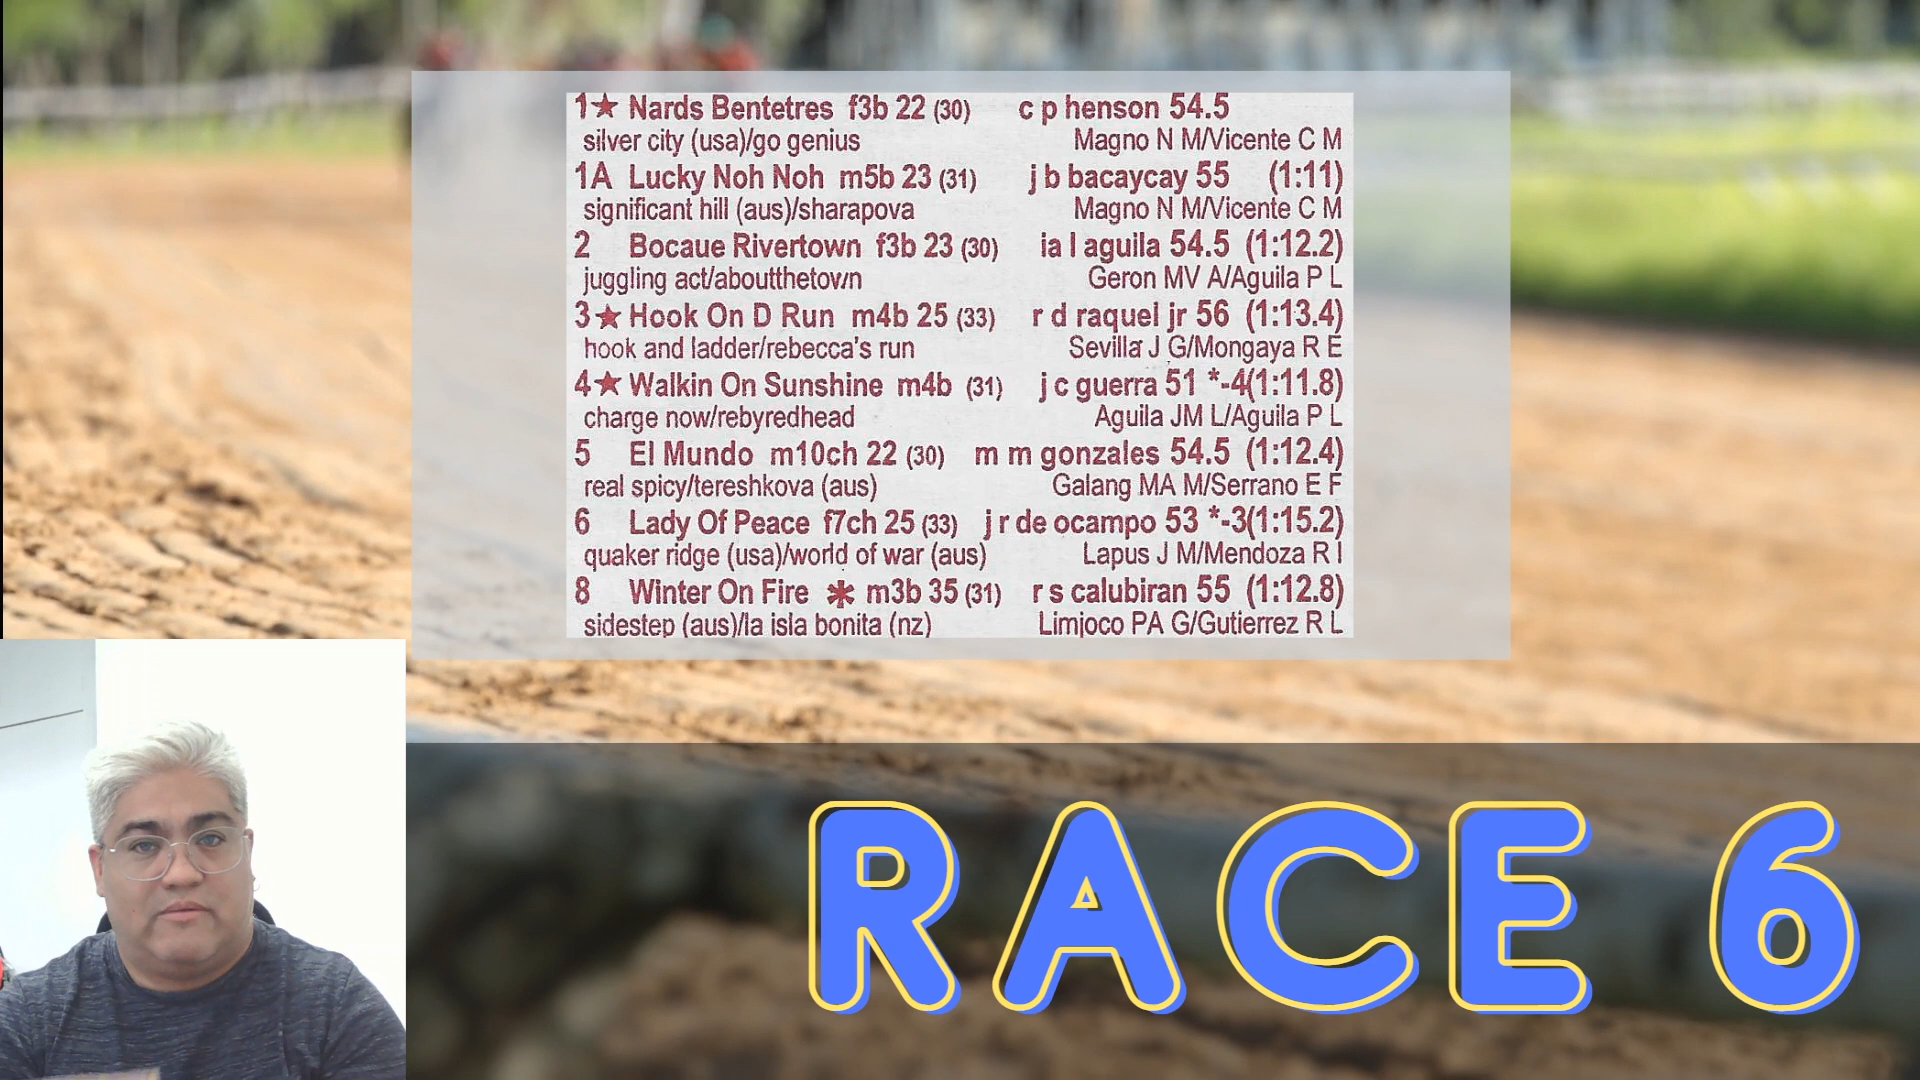 1★ Nards Bentetres f3b 22 (30) c p henson 54.5
silver city (usa)/go genius Magno N M/Vicente C M
1A Lucky Noh Noh m5b 23 (31) j b bacaycay 55 (1:11)
significant hill (aus)/sharapova Magno N M/Vicente C M
2 Bocaue Rivertown f3b 23 (30) ia l aguila 54.5 (1:12.2)
juggling act/aboutthetown Geron MV A/Aguila P L
3★ Hook On D Run m4b 25 (33) r d raquel jr 56 (1:13.4)
hook and ladder/rebecca's run Sevilla J G/Mongaya R E
4★ Walkin On Sunshine m4b (31) j c guerra 51 *-4(1:11.8)
charge now/rebyredhead Aguila JM L/Aguila P L
5 El Mundo m10ch 22 (30) m m gonzales 54.5 (1:12.4)
real spicy/tereshkova (aus) Galang MA M/Serrano E F
6 Lady Of Peace f7ch 25 (33) j r de ocampo 53 *-3(1:15.2)
quaker ridge (usa)/world of war (aus) Lapus J M/Mendoza R I
8 Winter On Fire * m3b 35 (31) r s calubiran 55 (1:12.8)
sidestep (aus)/la isla bonita (nz) Limjoco PA G/Gutierrez R L
RACE 6